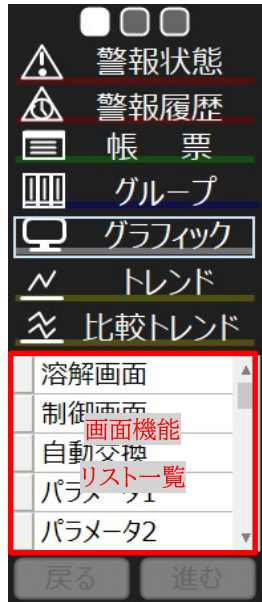 警報状態
警報履歴
帳　票
グループ
グラフィック
トレンド
比較トレンド
溶解画面
制御画面
画面機能
自動交換
リスト一覧
パラメータ1
パラメータ2
戻る
進む